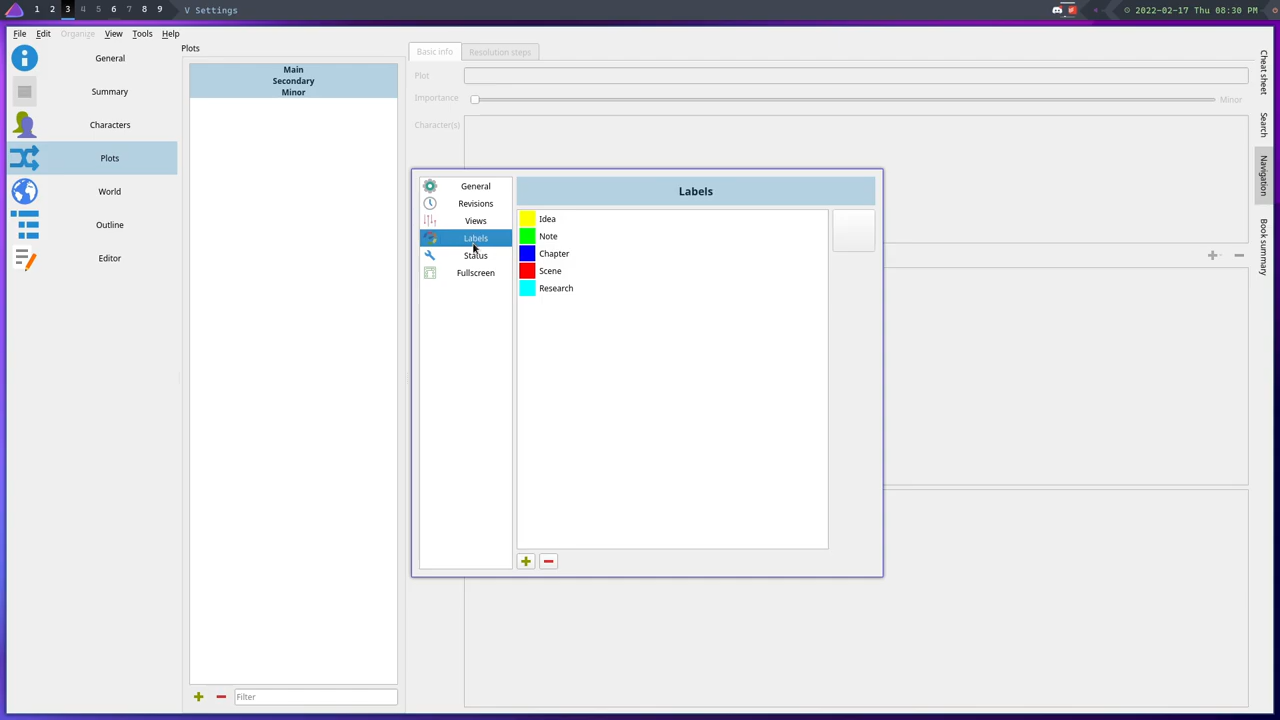 1 2 3 4 5 6 7 8 9 V Settings
2022-02-17 Thu 08:30 PM
File Edit Organize View Tools Help
General
Summary
Characters
Plots
World
Outline
Editor
Plots
Main
Secondary
Minor
Filter
Basic info Resolution steps
Plot
Importance Minor
Character(s)
General
Revisions
Views
Labels
Status
Fullscreen
Labels
Idea
Note
Chapter
Scene
Research
Cheat sheet
Search
Navigation
Book summary